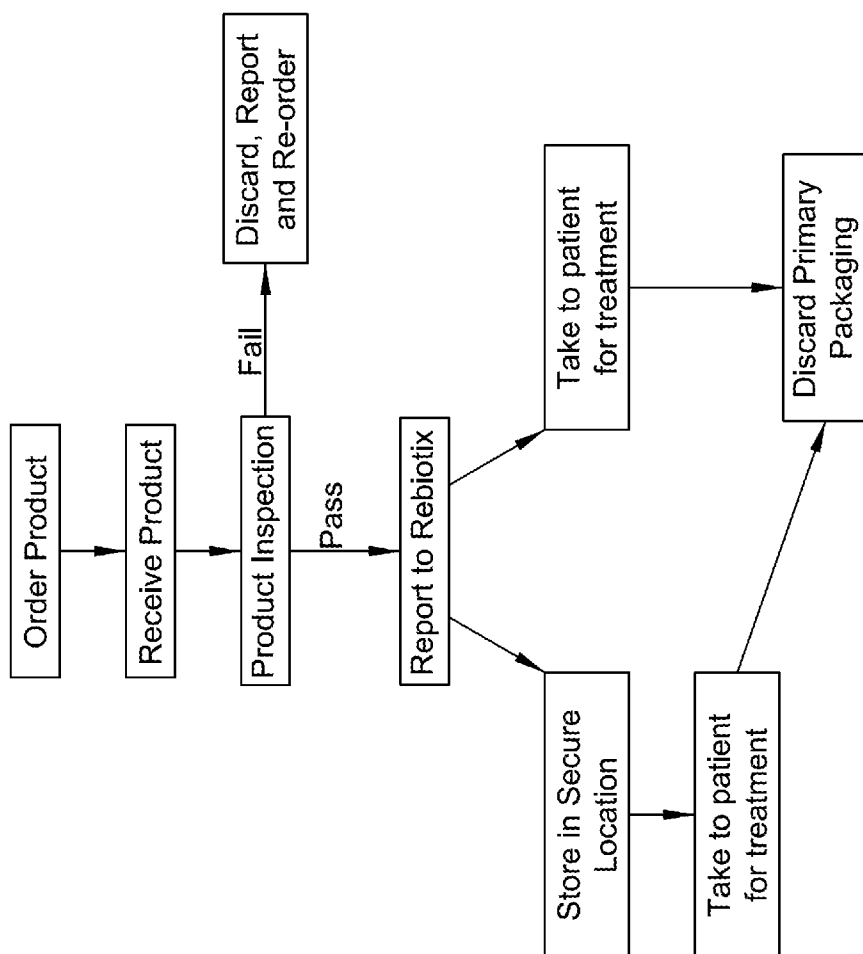 Order Product
Receive Product
Product Inspection
Fail
Discard, Report
and Re-order
Pass
Report to Rebiotix
Store in Secure
Location
Take to patient
for treatment
Take to patient
for treatment
Discard Primary
Packaging